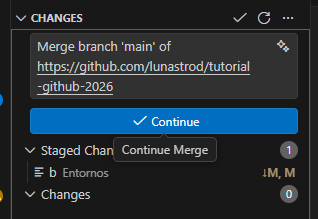 CHANGES
Merge branch 'main' of
https://github.com/lunastrod/tutorial
-github-2026
Continue
Continue Merge
Staged Chan
1
b Entornos
↓M, M
Changes
0